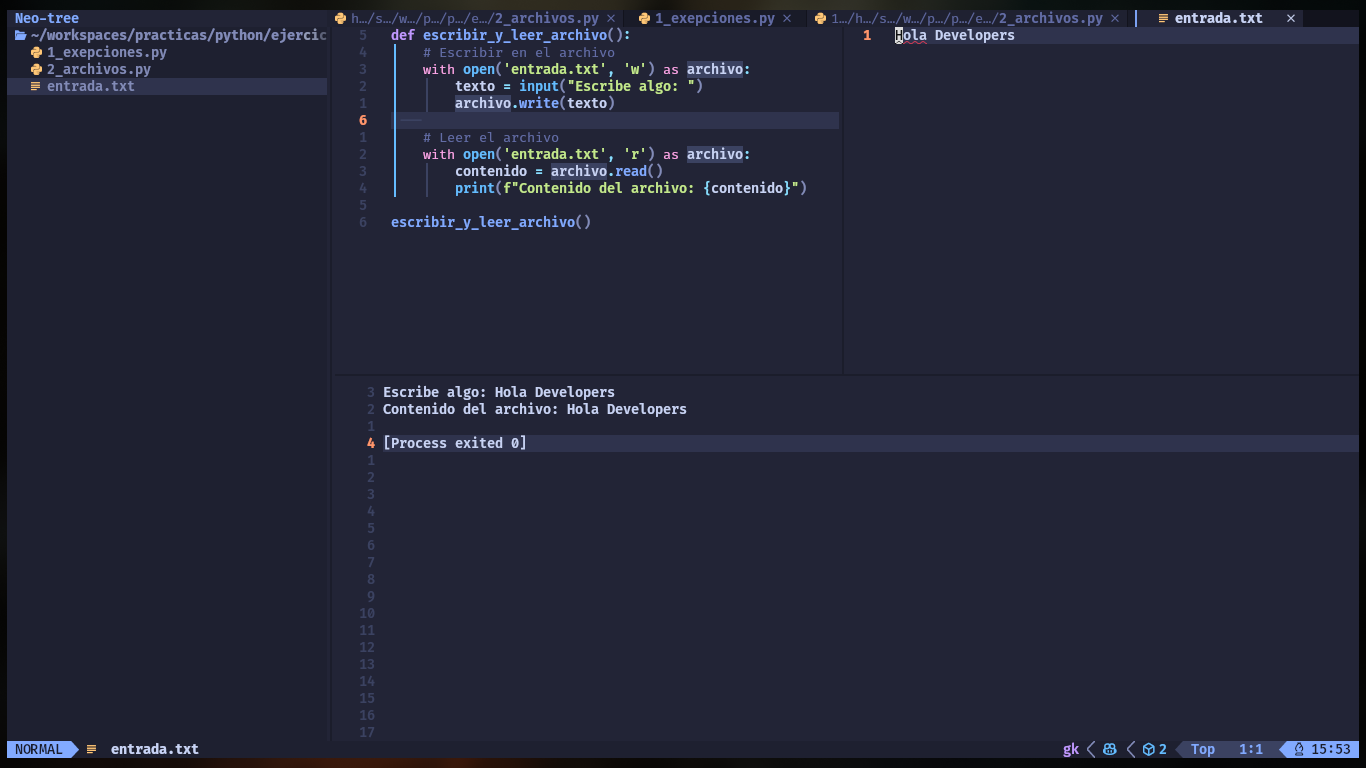 Neo-tree
~/workspaces/practicas/python/ejercic
1_exepciones.py
2_archivos.py
entrada.txt
h…/s…/w…/p…/p…/e…/2_archivos.py ×
1_exepciones.py ×
1…/h…/s…/w…/p…/p…/e…/2_archivos.py ×
entrada.txt ×
5 def escribir_y_leer_archivo():
4     # Escribir en el archivo
3     with open('entrada.txt', 'w') as archivo:
2         texto = input("Escribe algo: ")
1         archivo.write(texto)
6
1     # Leer el archivo
2     with open('entrada.txt', 'r') as archivo:
3         contenido = archivo.read()
4         print(f"Contenido del archivo: {contenido}")
5
6 escribir_y_leer_archivo()
1 Hola Developers
3 Escribe algo: Hola Developers
2 Contenido del archivo: Hola Developers
1
4 [Process exited 0]
1
2
3
4
5
6
7
8
9
10
11
12
13
14
15
16
17
NORMAL entrada.txt gk 2 Top 1:1 15:53